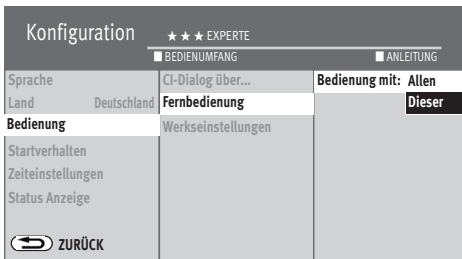 Konfiguration
★ ★ ★ EXPERTE
BEDIENUMFANG ANLEITUNG
Sprache CI-Dialog über... Bedienung mit: Allen
Land Deutschland Fernbedienung Dieser
Bedienung Werkseinstellungen
Startverhalten
Zeiteinstellungen
Status Anzeige
ZURÜCK